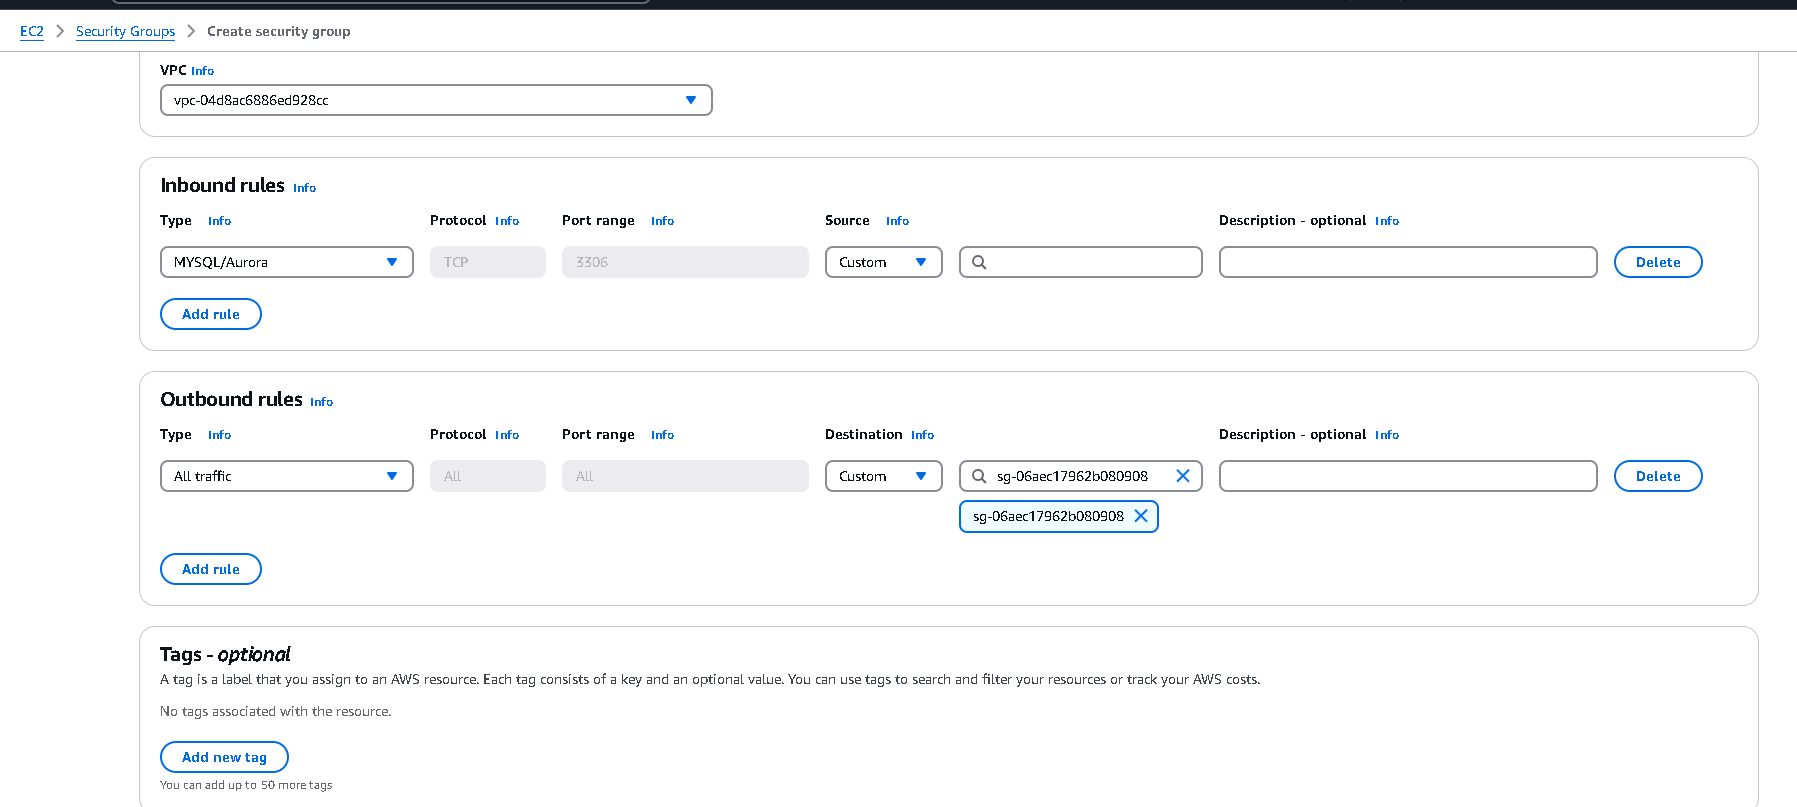 EC2 > Security Groups > Create security group
VPC Info
vpc-04d8ac6886ed928cc
Inbound rules Info
Type Info Protocol Info Port range Info Source Info Description - optional Info
MYSQL/Aurora TCP 3306 Custom Delete
Add rule
Outbound rules Info
Type Info Protocol Info Port range Info Destination Info Description - optional Info
All traffic All All Custom sg-06aec17962b080908 Delete
sg-06aec17962b080908
Add rule
Tags - optional
A tag is a label that you assign to an AWS resource. Each tag consists of a key and an optional value. You can use tags to search and filter your resources or track your AWS costs.
No tags associated with the resource.
Add new tag
You can add up to 50 more tags